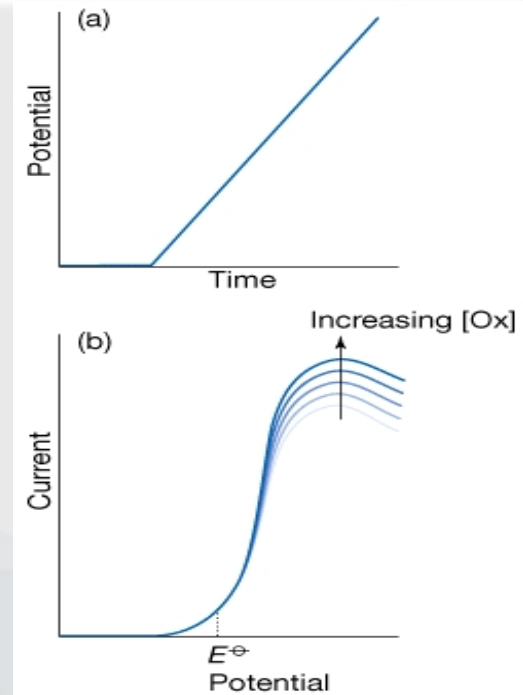 (a)
Potential
Time
Increasing [Ox]
(b)
Current
E⦵
Potential